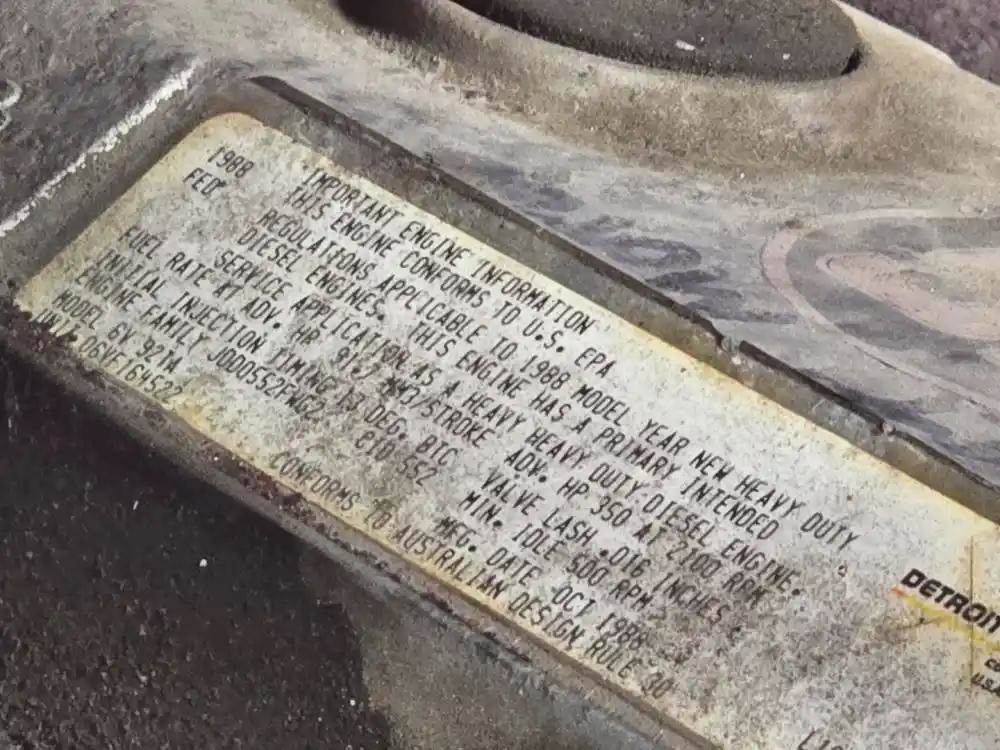 IMPORTANT ENGINE INFORMATION
1988 THIS ENGINE CONFORMS TO U.S. EPA
FED REGULATIONS APPLICABLE TO 1988 MODEL YEAR NEW HEAVY DUTY
DIESEL ENGINES. THIS ENGINE HAS A PRIMARY INTENDED
SERVICE APPLICATION AS A HEAVY HEAVY DUTY DIESEL ENGINE.
FUEL RATE AT ADV. HP 91.7 MM3/STROKE ADV. HP 350 AT 2100 RPM
INITIAL INJECTION TIMING DEG. BTC VALVE LASH .016 INCHES
ENGINE FAMILY MIN. IDLE 500 RPM
MODEL 6V 92TA 8V0 552 MFG. DATE OCT 1988
UNIT 06VF164522 CONFORMS TO AUSTRALIAN DESIGN RULE 30
DETROIT
USA